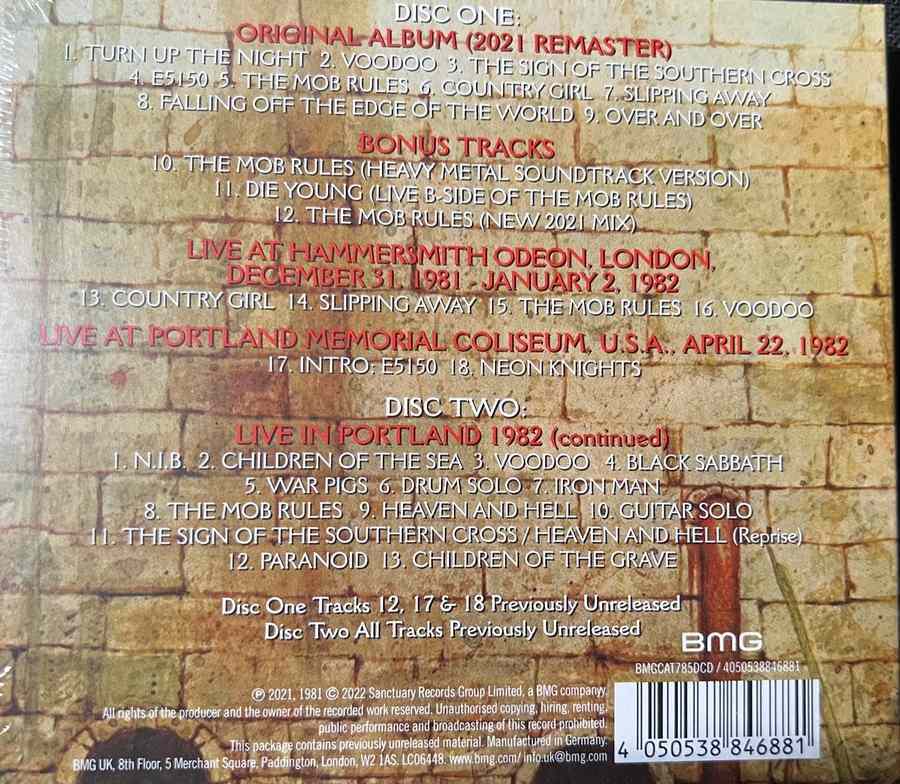 DISC ONE:
ORIGINAL ALBUM (2021 REMASTER)
1. TURN UP THE NIGHT 2. VOODOO 3. THE SIGN OF THE SOUTHERN CROSS
4. E5150 5. THE MOB RULES 6. COUNTRY GIRL 7. SLIPPING AWAY
8. FALLING OFF THE EDGE OF THE WORLD 9. OVER AND OVER
BONUS TRACKS
10. THE MOB RULES (HEAVY METAL SOUNDTRACK VERSION)
11. DIE YOUNG (LIVE B-SIDE OF THE MOB RULES)
12. THE MOB RULES (NEW 2021 MIX)
LIVE AT HAMMERSMITH ODEON, LONDON,
DECEMBER 31, 1981 - JANUARY 2, 1982
13. COUNTRY GIRL 14. SLIPPING AWAY 15. THE MOB RULES 16. VOODOO
LIVE AT PORTLAND MEMORIAL COLISEUM, U.S.A., APRIL 22, 1982
17. INTRO: E5150 18. NEON KNIGHTS
DISC TWO:
LIVE IN PORTLAND 1982 (continued)
1. N.I.B. 2. CHILDREN OF THE SEA 3. VOODOO 4. BLACK SABBATH
5. WAR PIGS 6. DRUM SOLO 7. IRON MAN
8. THE MOB RULES 9. HEAVEN AND HELL 10. GUITAR SOLO
11. THE SIGN OF THE SOUTHERN CROSS / HEAVEN AND HELL (Reprise)
12. PARANOID 13. CHILDREN OF THE GRAVE
Disc One Tracks 12, 17 & 18 Previously Unreleased
Disc Two All Tracks Previously Unreleased
BMG
BMGCAT785DCD / 4050538846881
℗ 2021, 1981 © 2022 Sanctuary Records Group Limited, a BMG companyy.
All rights of the producer and the owner of the recorded work reserved. Unauthorised copying, hiring, renting,
public performance and broadcasting of this record prohibited.
This package contains previously unreleased material. Manufactured in Germany.
BMG UK, 8th Floor, 5 Merchant Square, Paddington, London, W2 1AS. LC06448. www.bmg.com/ info.uk@bmg.com
4 050538 846881